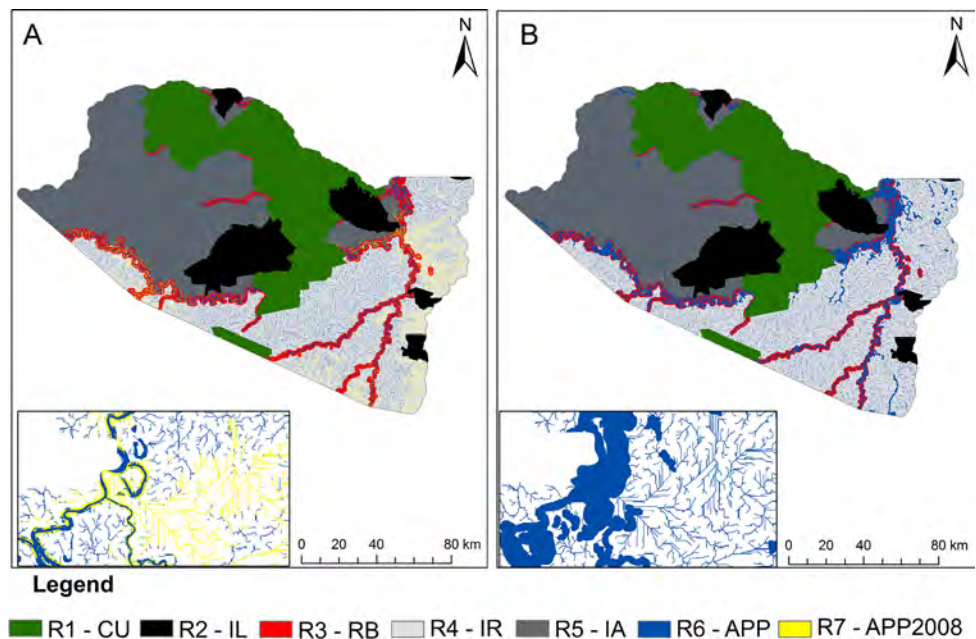 A
N
B
N
0 20 40 80 km
0 20 40 80 km
Legend
R1 - CU R2 - IL R3 - RB R4 - IR R5 - IA R6 - APP R7 - APP2008